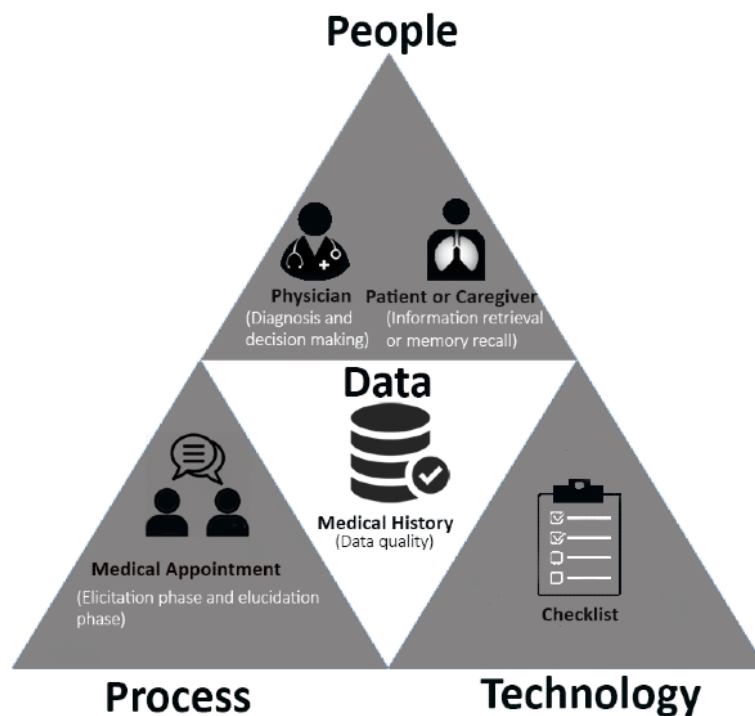 People
Physician
(Diagnosis and
decision making)
Patient or Caregiver
(Information retrieval
or memory recall)
Data
Medical History
(Data quality)
Medical Appointment
(Elicitation phase and elucidation
phase)
Checklist
Process
Technology